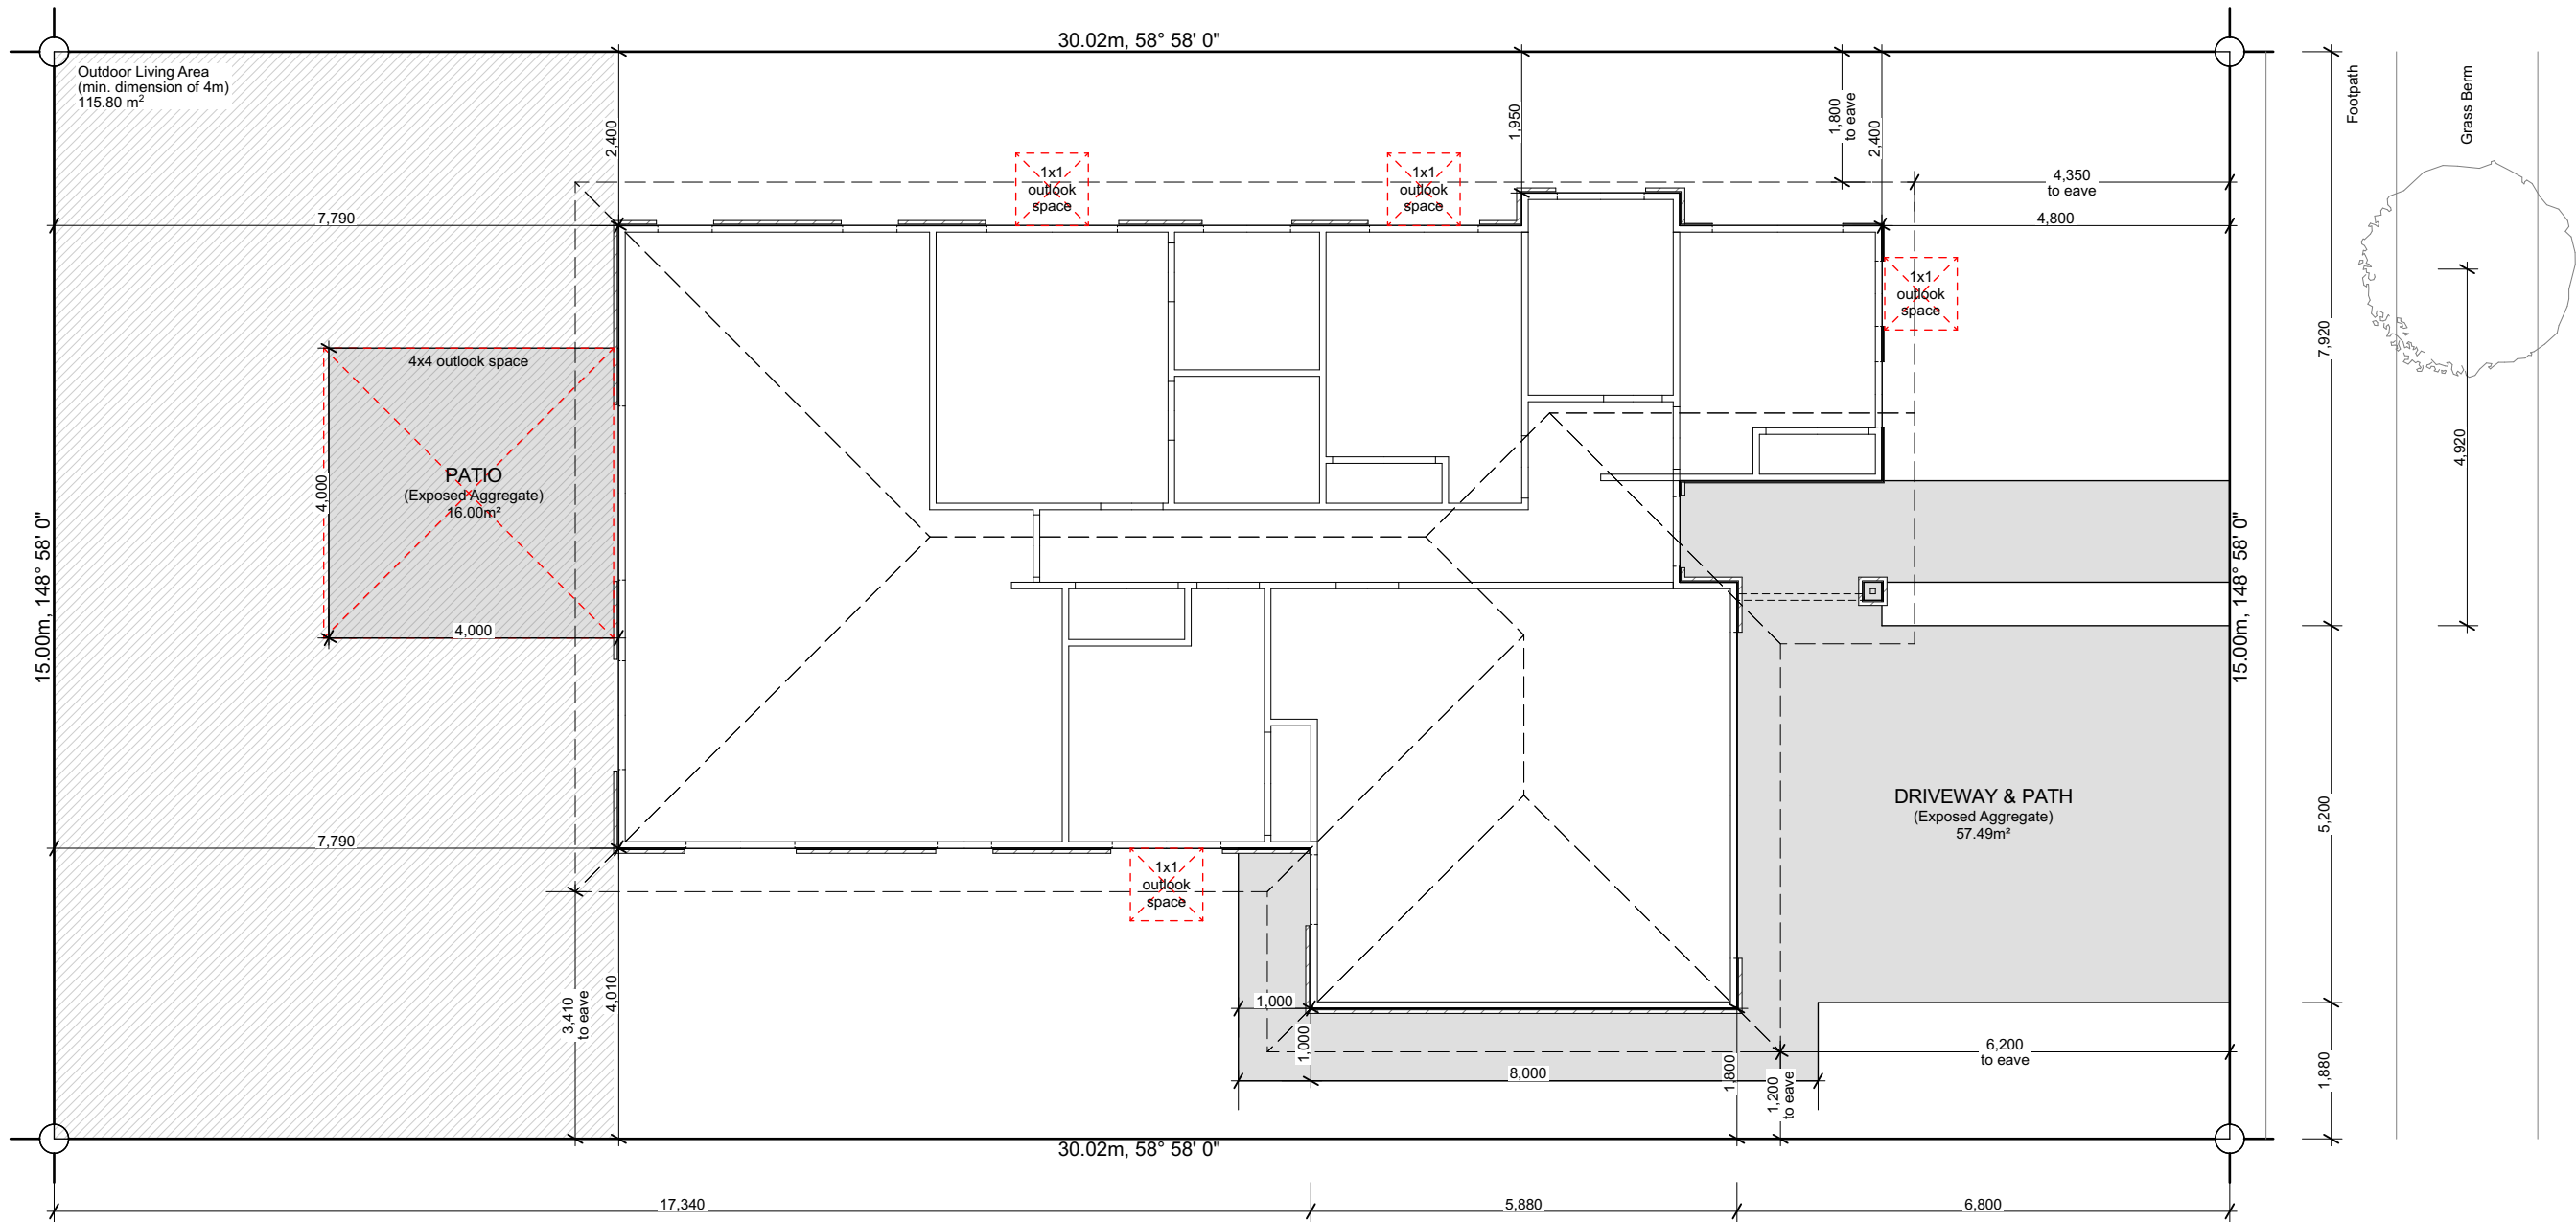 30.02m, 58° 58' 0"
Outdoor Living Area
(min. dimension of 4m)
115.80 m²
2,400
1,950
1,800
to eave
2,400
Footpath
Grass Berm
1x1
outlook
space
1x1
outlook
space
4,350
to eave
7,790
4,800
1x1
outlook
space
7,920
4x4 outlook space
4,920
PATIO
(Exposed Aggregate)
16.00m²
4,000
4,000
15.00m, 148° 58' 0"
15.00m, 148° 58' 0"
DRIVEWAY & PATH
(Exposed Aggregate)
57.49m²
5,200
7,790
1x1
outlook
space
3,410
to eave
4,010
1,000
1,000
8,000
1,800
1,200
to eave
6,200
to eave
1,880
30.02m, 58° 58' 0"
17,340
5,880
6,800